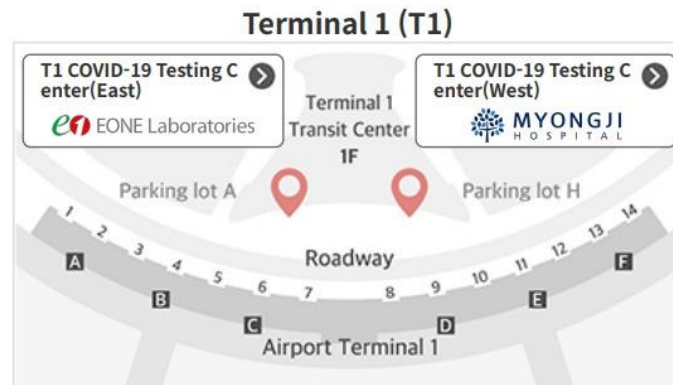 Terminal 1 (T1)
T1 COVID-19 Testing C
enter(East)
e1 EONE Laboratories
T1 COVID-19 Testing C
enter(West)
MYONGJI
HOSPITAL
Terminal 1
Transit Center
1F
Parking lot A
Parking lot H
1 2 3 4 5 6 7 8 9 10 11 12 13 14
Roadway
A B C D E F
Airport Terminal 1